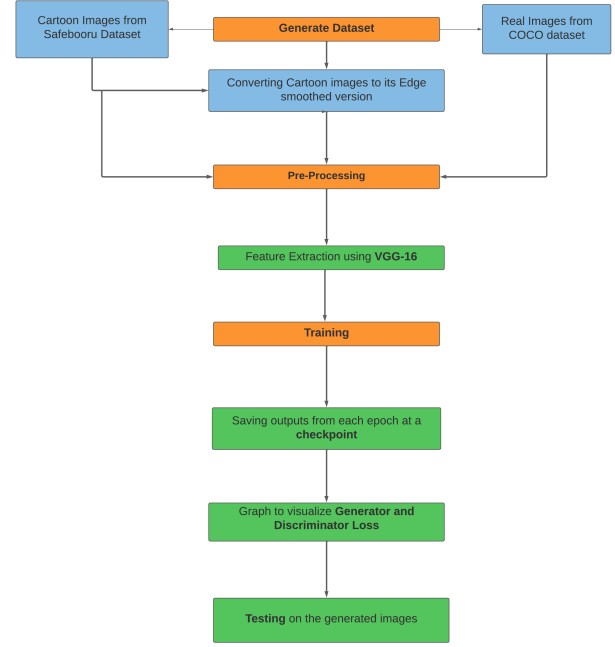 Cartoon Images from
Safebooru Dataset
Generate Dataset
Real Images from
COCO dataset
Converting Cartoon images to its Edge
smoothed version
Pre-Processing
Feature Extraction using VGG-16
Training
Saving outputs from each epoch at a
checkpoint
Graph to visualize Generator and
Discriminator Loss
Testing on the generated images